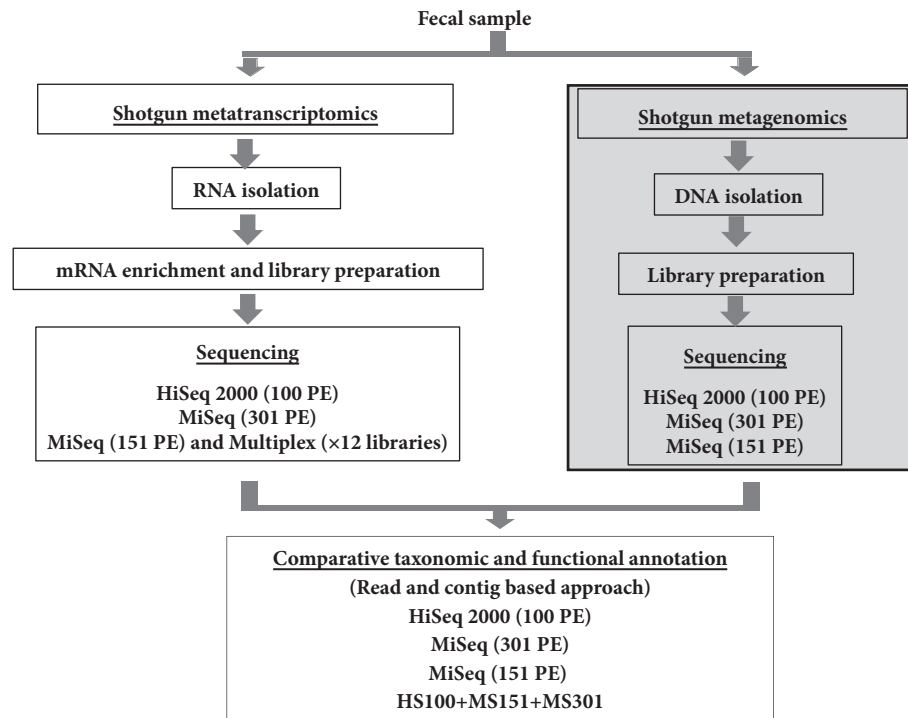 Fecal sample
Shotgun metatranscriptomics
RNA isolation
mRNA enrichment and library preparation
Sequencing
HiSeq 2000 (100 PE)
MiSeq (301 PE)
MiSeq (151 PE) and Multiplex (×12 libraries)
Shotgun metagenomics
DNA isolation
Library preparation
Sequencing
HiSeq 2000 (100 PE)
MiSeq (301 PE)
MiSeq (151 PE)
Comparative taxonomic and functional annotation
(Read and contig based approach)
HiSeq 2000 (100 PE)
MiSeq (301 PE)
MiSeq (151 PE)
HS100+MS151+MS301